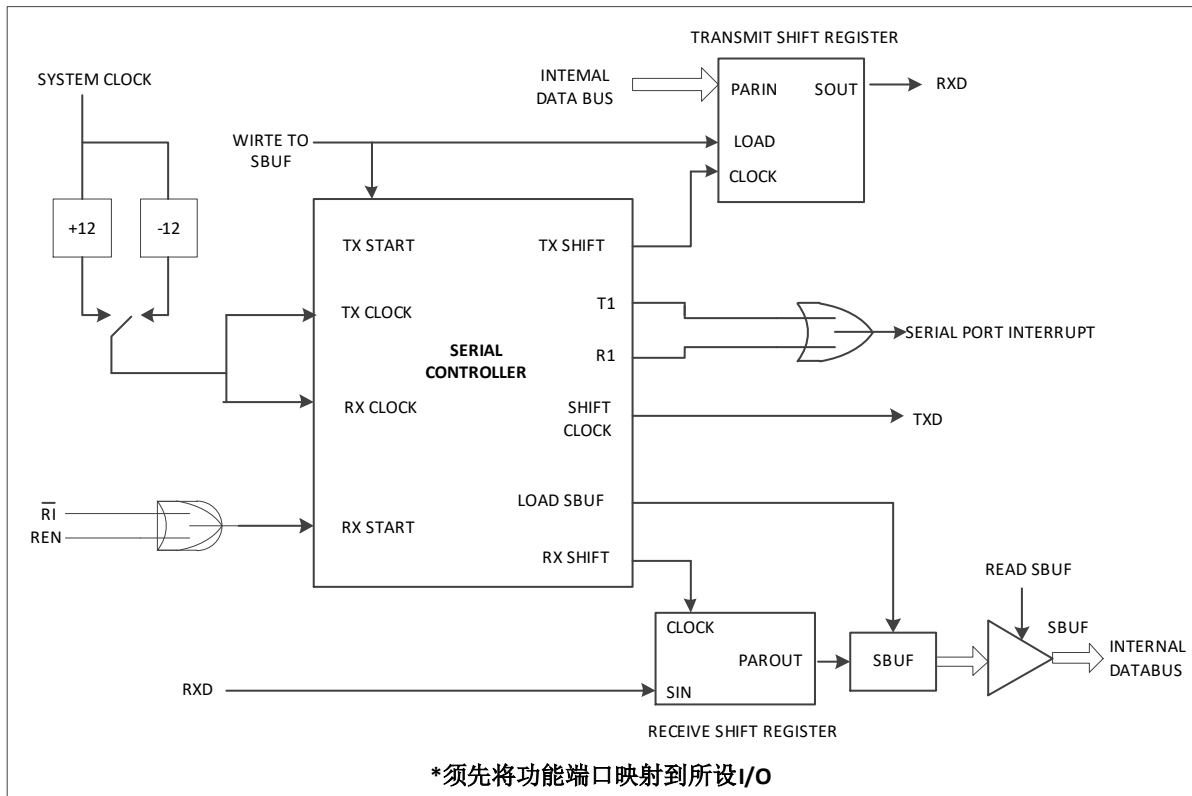 TRANSMIT SHIFT REGISTER
SYSTEM CLOCK
INTEMAL
DATA BUS
PARIN
SOUT
RXD
WIRTE TO
SBUF
LOAD
CLOCK
+12
-12
TX START
TX SHIFT
TX CLOCK
T1
SERIAL PORT INTERRUPT
SERIAL
CONTROLLER
R1
RX CLOCK
SHIFT
CLOCK
TXD
LOAD SBUF
R̅I̅
REN
RX START
RX SHIFT
READ SBUF
CLOCK
SBUF
PAROUT
SBUF
INTERNAL
DATABUS
RXD
SIN
RECEIVE SHIFT REGISTER
*须先将功能端口映射到所设I/O